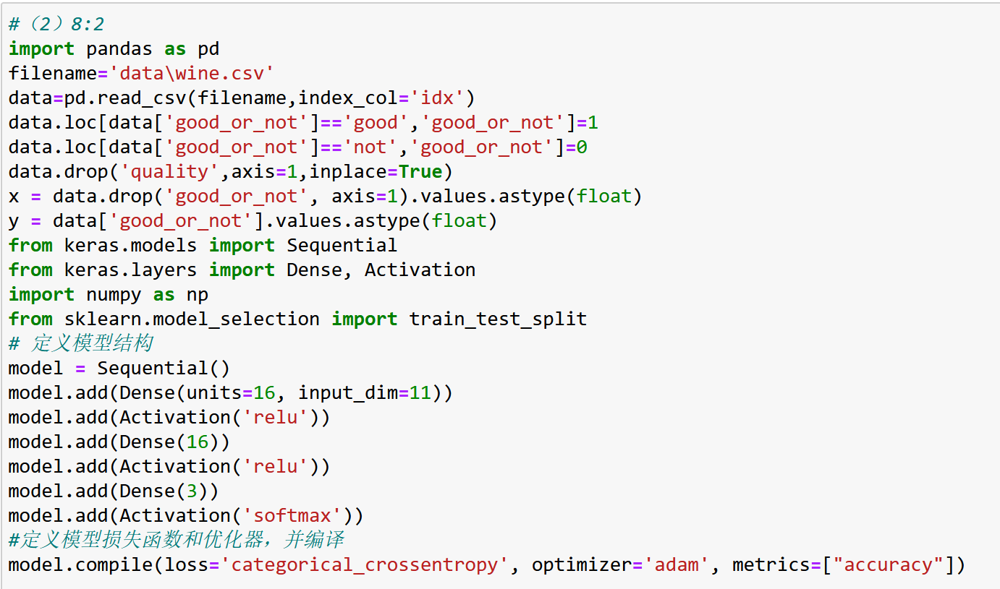 #（2）8:2
import pandas as pd
filename='data\wine.csv'
data=pd.read_csv(filename,index_col='idx')
data.loc[data['good_or_not']=='good','good_or_not']=1
data.loc[data['good_or_not']=='not','good_or_not']=0
data.drop('quality',axis=1,inplace=True)
x = data.drop('good_or_not', axis=1).values.astype(float)
y = data['good_or_not'].values.astype(float)
from keras.models import Sequential
from keras.layers import Dense, Activation
import numpy as np
from sklearn.model_selection import train_test_split
# 定义模型结构
model = Sequential()
model.add(Dense(units=16, input_dim=11))
model.add(Activation('relu'))
model.add(Dense(16))
model.add(Activation('relu'))
model.add(Dense(3))
model.add(Activation('softmax'))
#定义模型损失函数和优化器，并编译
model.compile(loss='categorical_crossentropy', optimizer='adam', metrics=["accuracy"])